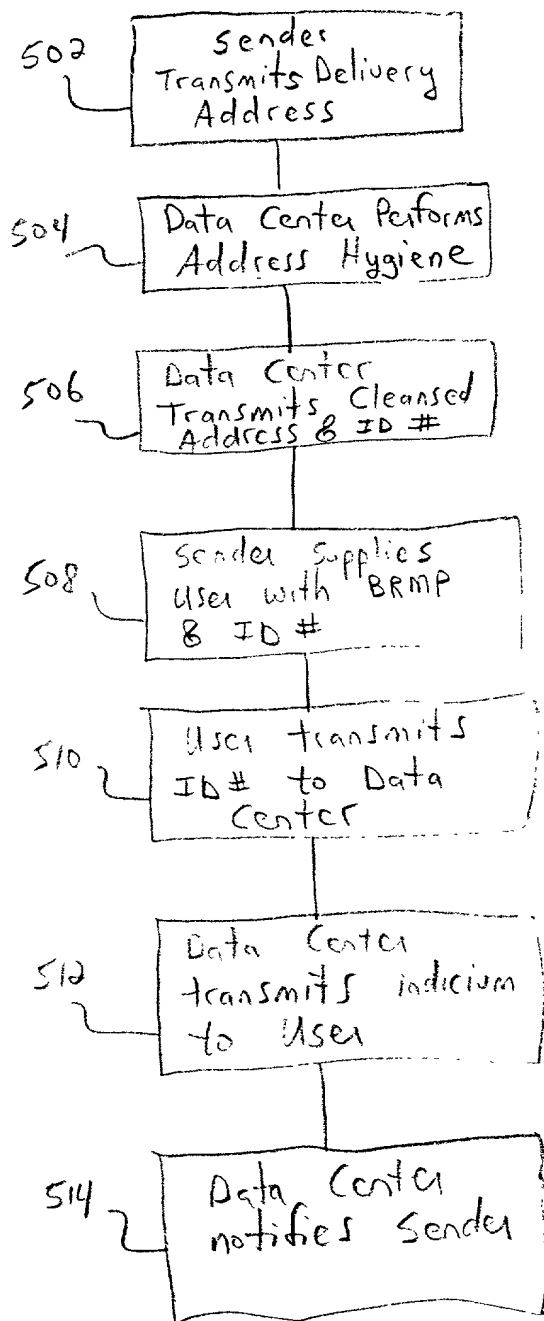 502
Sender
Transmits Delivery
Address
504
Data Center Performs
Address Hygiene
506
Data Center
Transmits Cleansed
Address & ID #
508
Sender Supplies
User with BRMP
& ID #
510
User transmits
ID # to Data
Center
512
Data Center
transmits indicium
to User
514
Data Center
notifies Sender